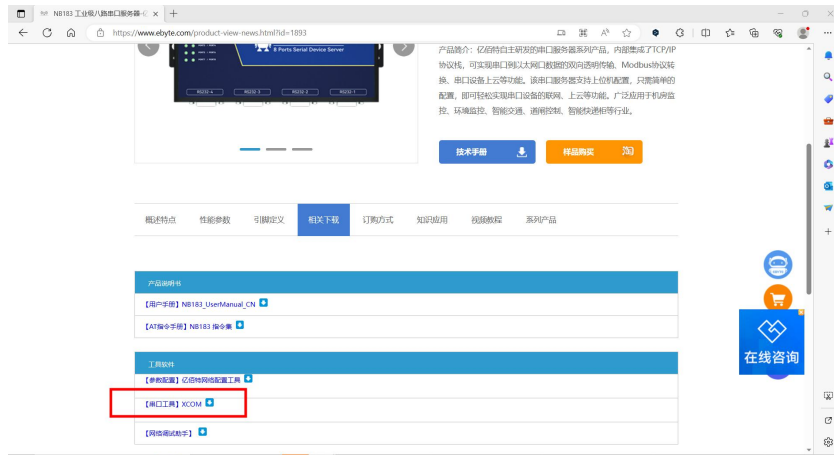 NB183 工业级八路串口服务器
https://www.ebyte.com/product-view-news.html?id=1893
8 Ports Serial Device Server
RS232-4 RS232-3 RS232-2 RS232-1
产品简介：亿佰特自主研发的串口服务器系列产品，内部集成了TCP/IP
协议栈，可实现串口到以太网口数据的双向透明传输、Modbus协议转
换、串口设备上云等功能。该串口服务器支持上位机配置，只需简单的
配置，即可轻松实现串口设备的联网、上云等功能。广泛应用于机房监
控、环境监控、智能交通、道闸控制、智能快递柜等行业。
技术手册 样品购买 淘
概述特点 性能参数 引脚定义 相关下载 订购方式 知识应用 视频教程 系列产品
产品说明书
【用户手册】NB183_UserManual_CN
【AT指令手册】NB183 指令集
工具软件
【参数配置】亿佰特网络配置工具
【串口工具】XCOM
【网络调试助手】
在线咨询